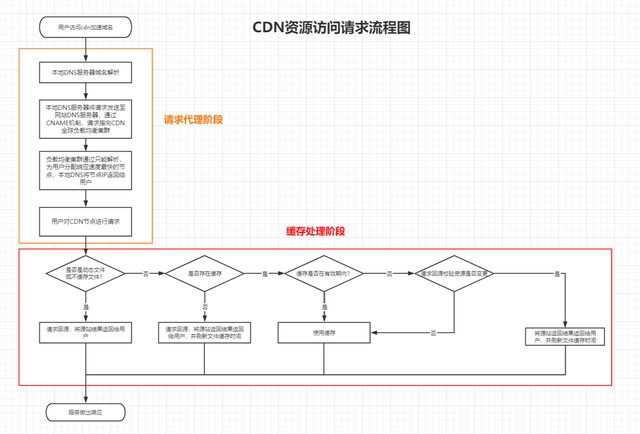 CDN资源访问请求流程图
用户访问cdn加速域名
本地DNS服务器域名解析
本地DNS服务器将请求发送至
网站DNS服务器，通过
CNAME机制，请求指向CDN
全球负载均衡集群
请求代理阶段
负载均衡集群通过只能解析，
为用户分配响应速度最快的节
点，本地DNS将节点IP返回给
用户
用户对CDN节点进行请求
缓存处理阶段
是否是动态文件
或不缓存文件？
否
是否存在缓存
是
缓存是否在有效期内？
否
请求回源校验资源是否变更
是
是
否
是
否
请求回源，将源站结果返回给用
户
请求回源，将源站返回结果返回
给用户，并刷新文件缓存时间
使用缓存
将源站返回结果返回给用
户，并刷新文件缓存时间
服务做出响应